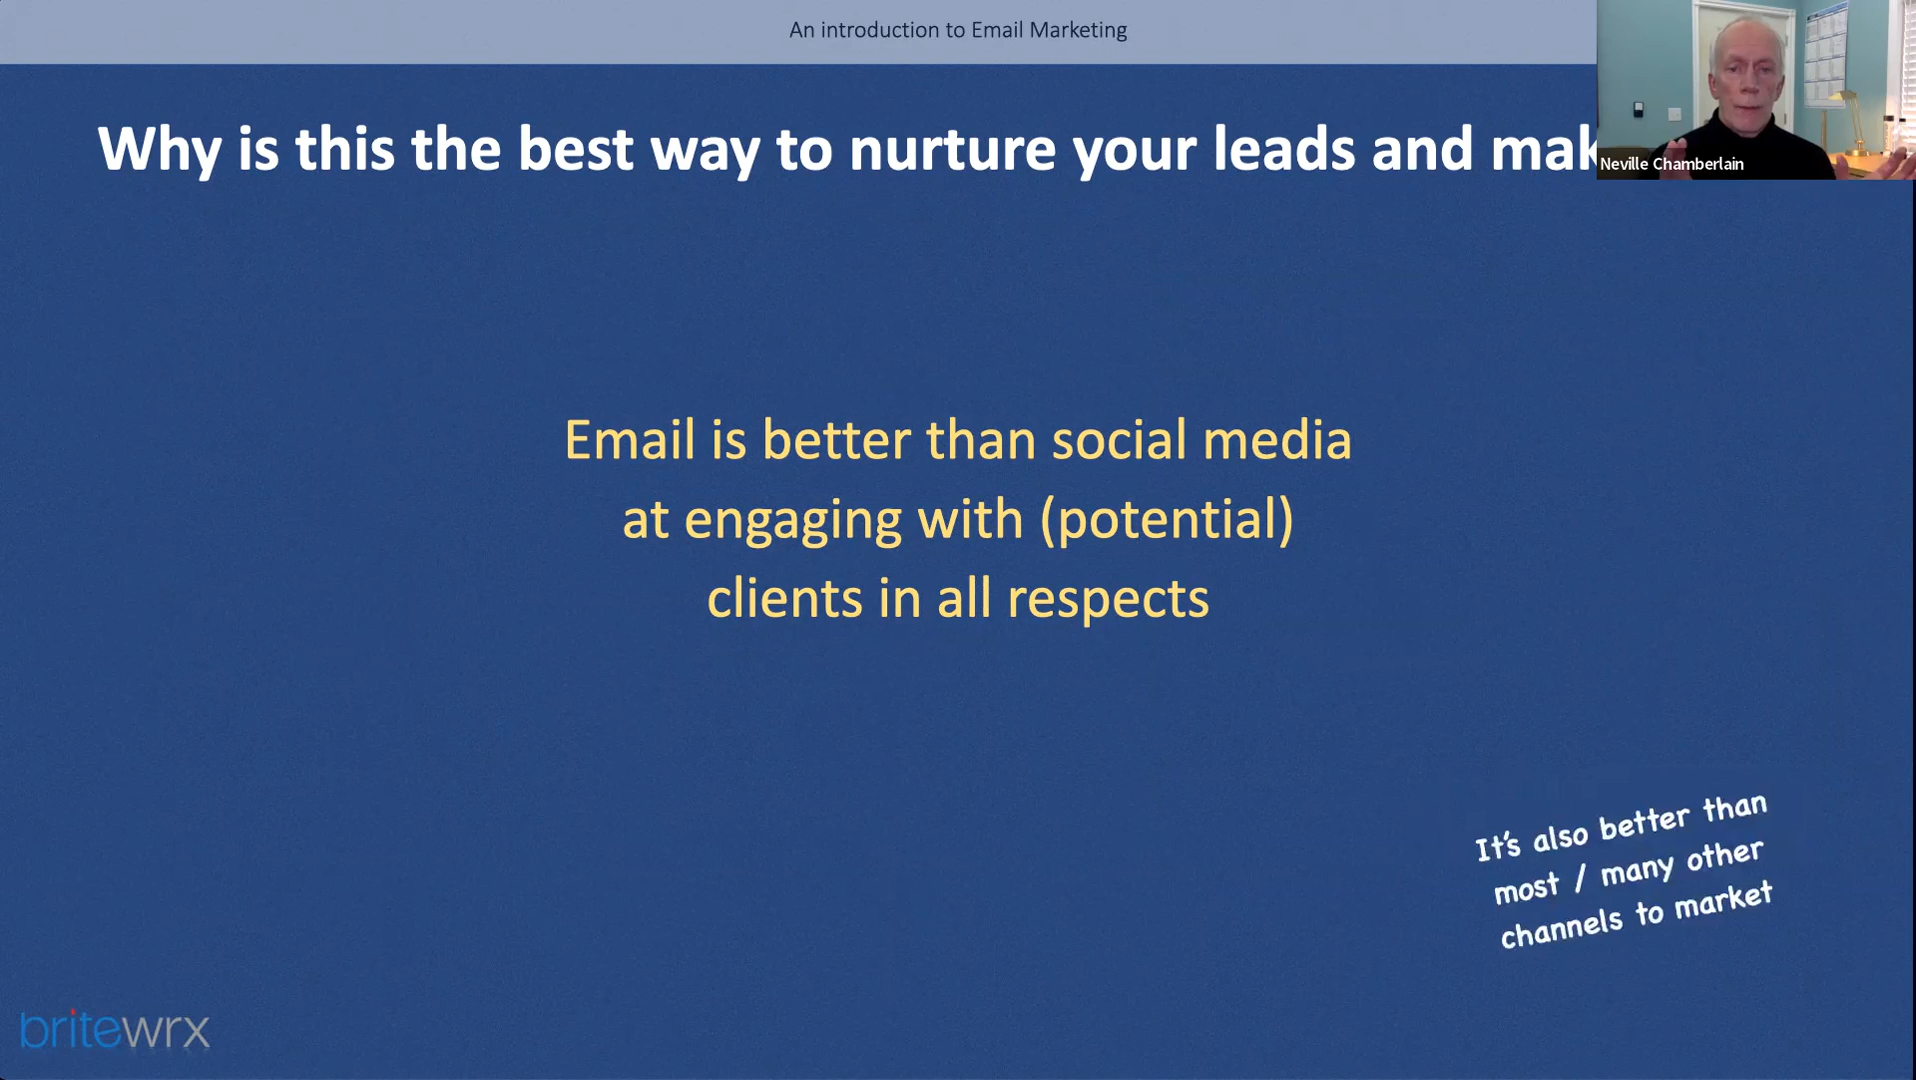 An introduction to Email Marketing
Why is this the best way to nurture your leads and mak
Neville Chamberlain
Email is better than social media
at engaging with (potential)
clients in all respects
It's also better than
most / many other
channels to market
britewrx